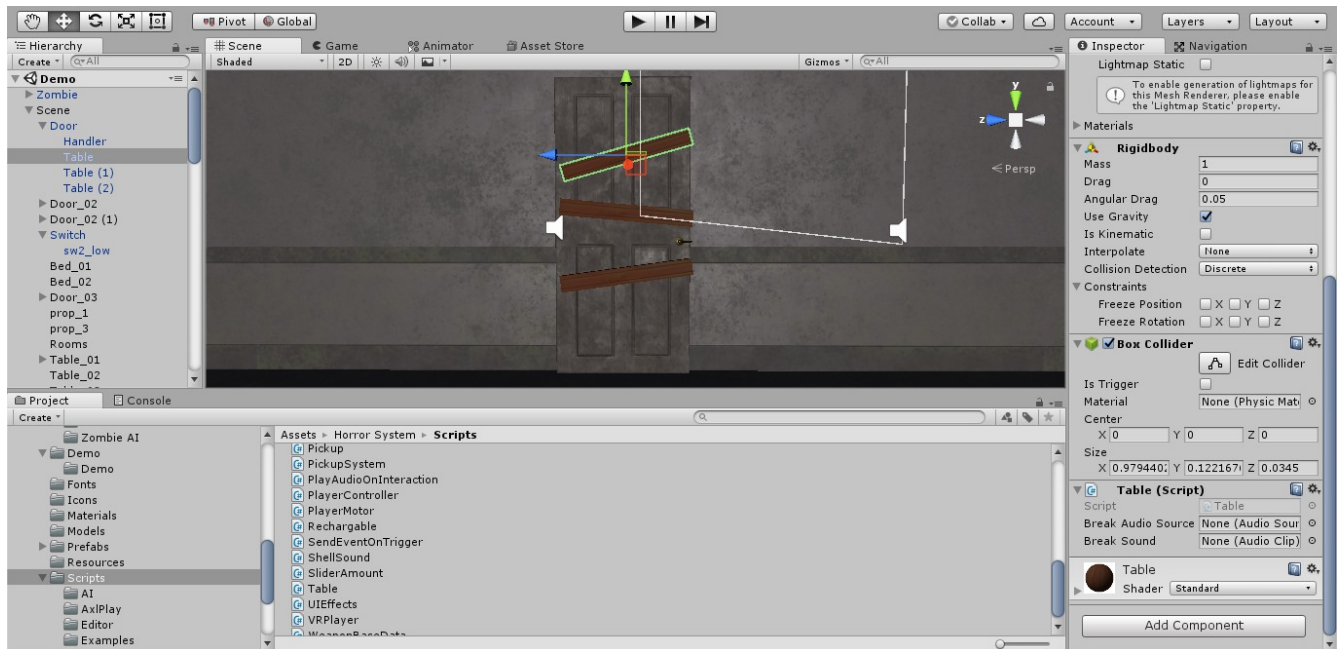 Pivot Global Collab Account Layers Layout
Hierarchy
Create All
Demo
Zombie
Scene
Door
Handler
Table
Table (1)
Table (2)
Door_02
Door_02 (1)
Switch
sw2_low
Bed_01
Bed_02
Door_03
prop_1
prop_3
Rooms
Table_01
Table_02
Scene Game Animator Asset Store
Shaded 2D Gizmos All
y
z
Persp
Project Console
Create
Zombie AI
Demo
Demo
Fonts
Icons
Materials
Models
Prefabs
Resources
Scripts
AI
AxlPlay
Editor
Examples
Assets Horror System Scripts
Pickup
PickupSystem
PlayAudioOnInteraction
PlayerController
PlayerMotor
Rechargable
SendEventOnTrigger
ShellSound
SliderAmount
Table
UIEffects
VRPlayer
WeaponBaseData
Inspector Navigation
Lightmap Static
To enable generation of lightmaps for
this Mesh Renderer, please enable
the 'Lightmap Static' property.
Materials
Rigidbody
Mass 1
Drag 0
Angular Drag 0.05
Use Gravity
Is Kinematic
Interpolate None
Collision Detection Discrete
Constraints
Freeze Position X Y Z
Freeze Rotation X Y Z
Box Collider
Edit Collider
Is Trigger
Material None (Physic Mat
Center
X 0 Y 0 Z 0
Size
X 0.979440 Y 0.122167 Z 0.0345
Table (Script)
Script Table
Break Audio Source None (Audio Sour
Break Sound None (Audio Clip)
Table
Shader Standard
Add Component